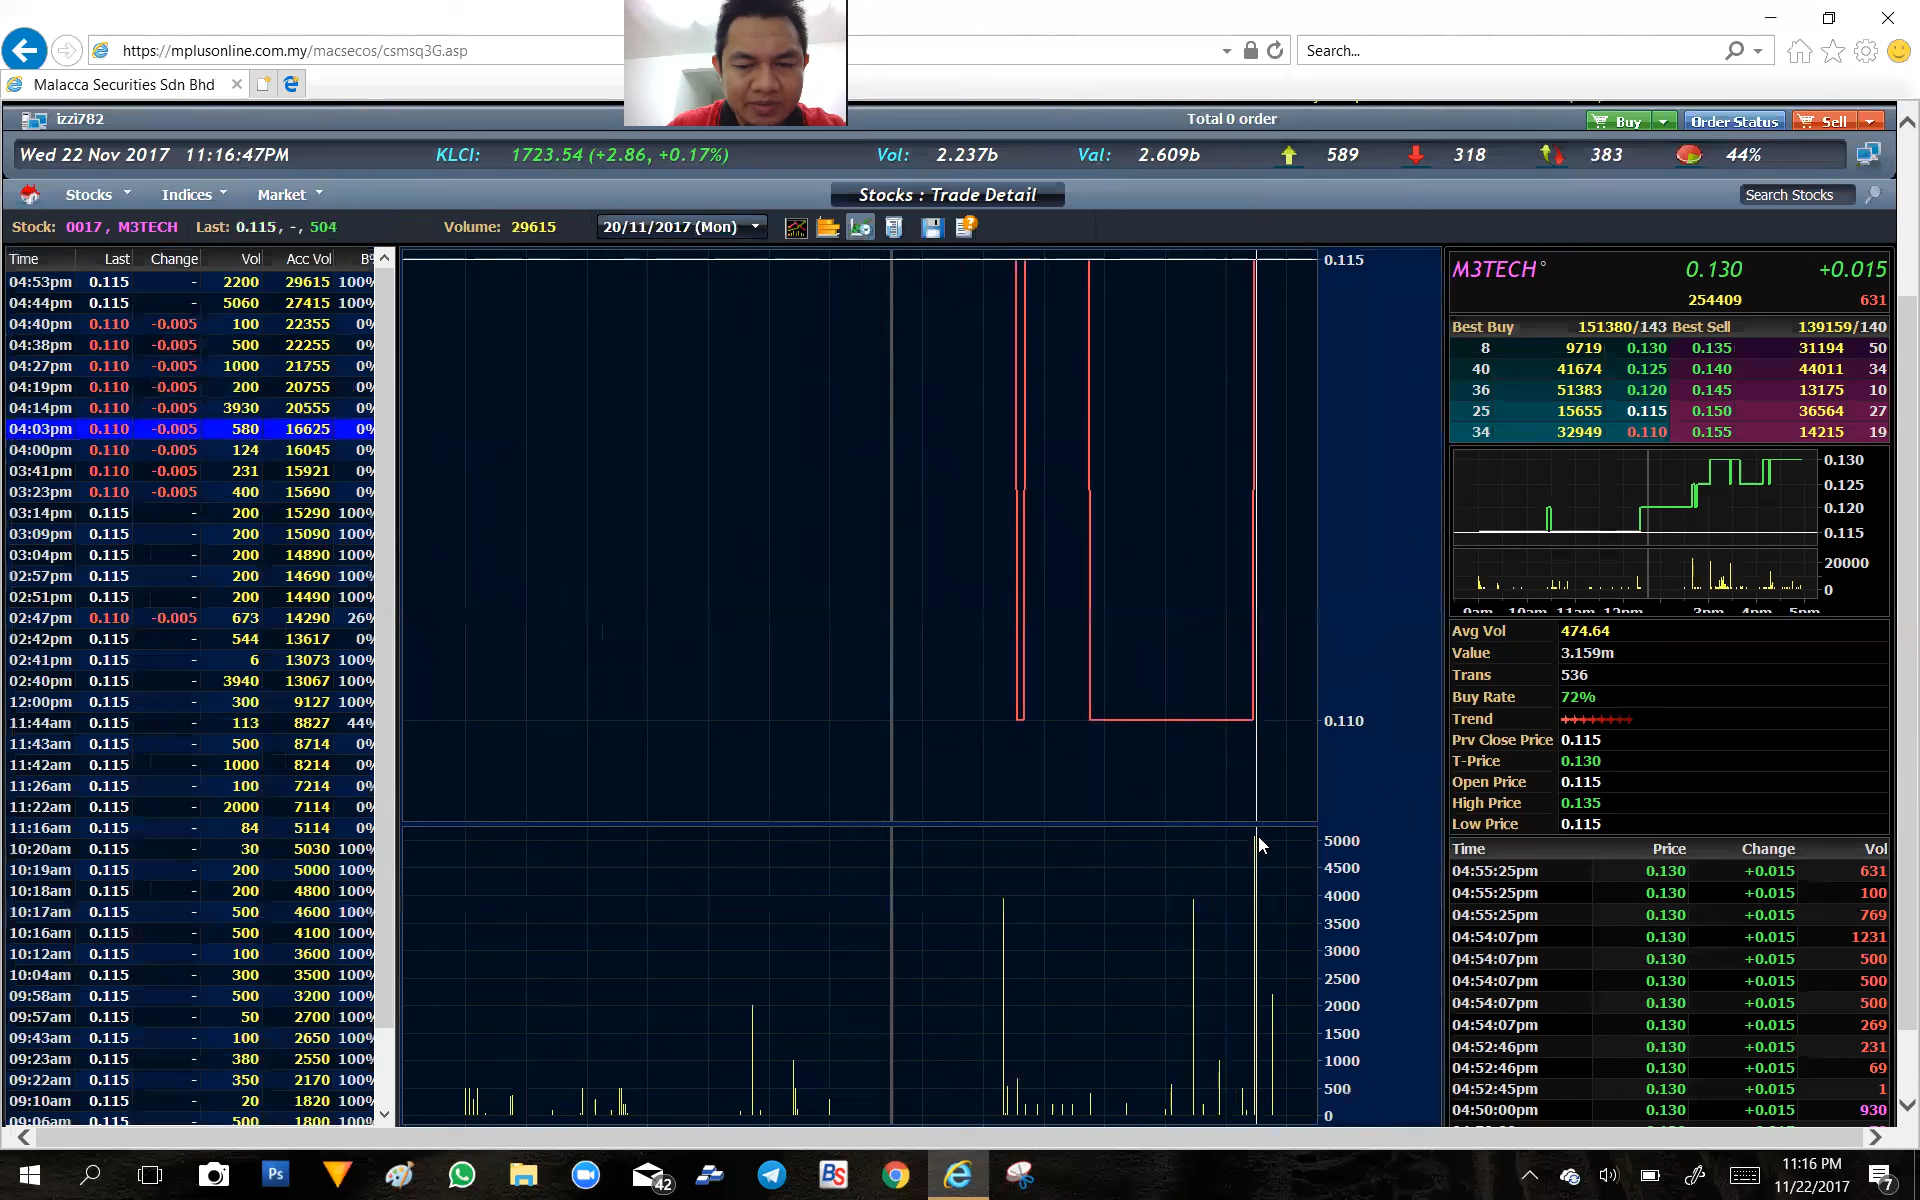 https://mplusonline.com.my/macsecos/csmsq3G.asp
Search...
Malacca Securities Sdn Bhd
izzi782
Total 0 order
Buy
Order Status
Sell
Wed 22 Nov 2017 11:16:47PM
KLCI: 1723.54 (+2.86, +0.17%)
Vol: 2.237b
Val: 2.609b
589
318
383
44%
Stocks
Indices
Market
Stocks : Trade Detail
Search Stocks
Stock: 0017 , M3TECH Last: 0.115, -, 504
Volume: 29615
20/11/2017 (Mon)
Time Last Change Vol Acc Vol B%
04:53pm 0.115 - 2200 29615 100%
04:44pm 0.115 - 5060 27415 100%
04:40pm 0.110 -0.005 100 22355 0%
04:38pm 0.110 -0.005 500 22255 0%
04:27pm 0.110 -0.005 1000 21755 0%
04:19pm 0.110 -0.005 200 20755 0%
04:14pm 0.110 -0.005 3930 20555 0%
04:03pm 0.110 -0.005 580 16625 0%
04:00pm 0.110 -0.005 124 16045 0%
03:41pm 0.110 -0.005 231 15921 0%
03:23pm 0.110 -0.005 400 15690 0%
03:14pm 0.115 - 200 15290 100%
03:09pm 0.115 - 200 15090 100%
03:04pm 0.115 - 200 14890 100%
02:57pm 0.115 - 200 14690 100%
02:51pm 0.115 - 200 14490 100%
02:47pm 0.110 -0.005 673 14290 26%
02:42pm 0.115 - 544 13617 0%
02:41pm 0.115 - 6 13073 100%
02:40pm 0.115 - 3940 13067 100%
12:00pm 0.115 - 300 9127 100%
11:44am 0.115 - 113 8827 44%
11:43am 0.115 - 500 8714 0%
11:42am 0.115 - 1000 8214 0%
11:26am 0.115 - 100 7214 0%
11:22am 0.115 - 2000 7114 0%
11:16am 0.115 - 84 5114 0%
10:20am 0.115 - 30 5030 100%
10:19am 0.115 - 200 5000 100%
10:18am 0.115 - 200 4800 100%
10:17am 0.115 - 500 4600 100%
10:16am 0.115 - 500 4100 100%
10:12am 0.115 - 100 3600 100%
10:04am 0.115 - 300 3500 100%
09:58am 0.115 - 500 3200 100%
09:57am 0.115 - 50 2700 100%
09:43am 0.115 - 100 2650 100%
09:23am 0.115 - 380 2550 100%
09:22am 0.115 - 350 2170 100%
09:10am 0.115 - 20 1820 100%
09:06am 0.115 - 500 1800 100%
0.115
0.110
5000
4500
4000
3500
3000
2500
2000
1500
1000
500
0
M3TECH 0.130 +0.015
254409 631
Best Buy 151380/143 Best Sell 139159/140
8 9719 0.130 0.135 31194 50
40 41674 0.125 0.140 44011 34
36 51383 0.120 0.145 13175 10
25 15655 0.115 0.150 36564 27
34 32949 0.110 0.155 14215 19
0.130
0.125
0.120
0.115
20000
0
9am 10am 11am 12pm 3pm 4pm 5pm
Avg Vol 474.64
Value 3.159m
Trans 536
Buy Rate 72%
Trend
Prv Close Price 0.115
T-Price 0.130
Open Price 0.115
High Price 0.135
Low Price 0.115
Time Price Change Vol
04:55:25pm 0.130 +0.015 631
04:55:25pm 0.130 +0.015 100
04:55:25pm 0.130 +0.015 769
04:54:07pm 0.130 +0.015 1231
04:54:07pm 0.130 +0.015 500
04:54:07pm 0.130 +0.015 500
04:54:07pm 0.130 +0.015 500
04:54:07pm 0.130 +0.015 269
04:52:46pm 0.130 +0.015 231
04:52:46pm 0.130 +0.015 69
04:52:45pm 0.130 +0.015 1
04:50:00pm 0.130 +0.015 930
Ps
42
BS
11:16 PM
11/22/2017
7